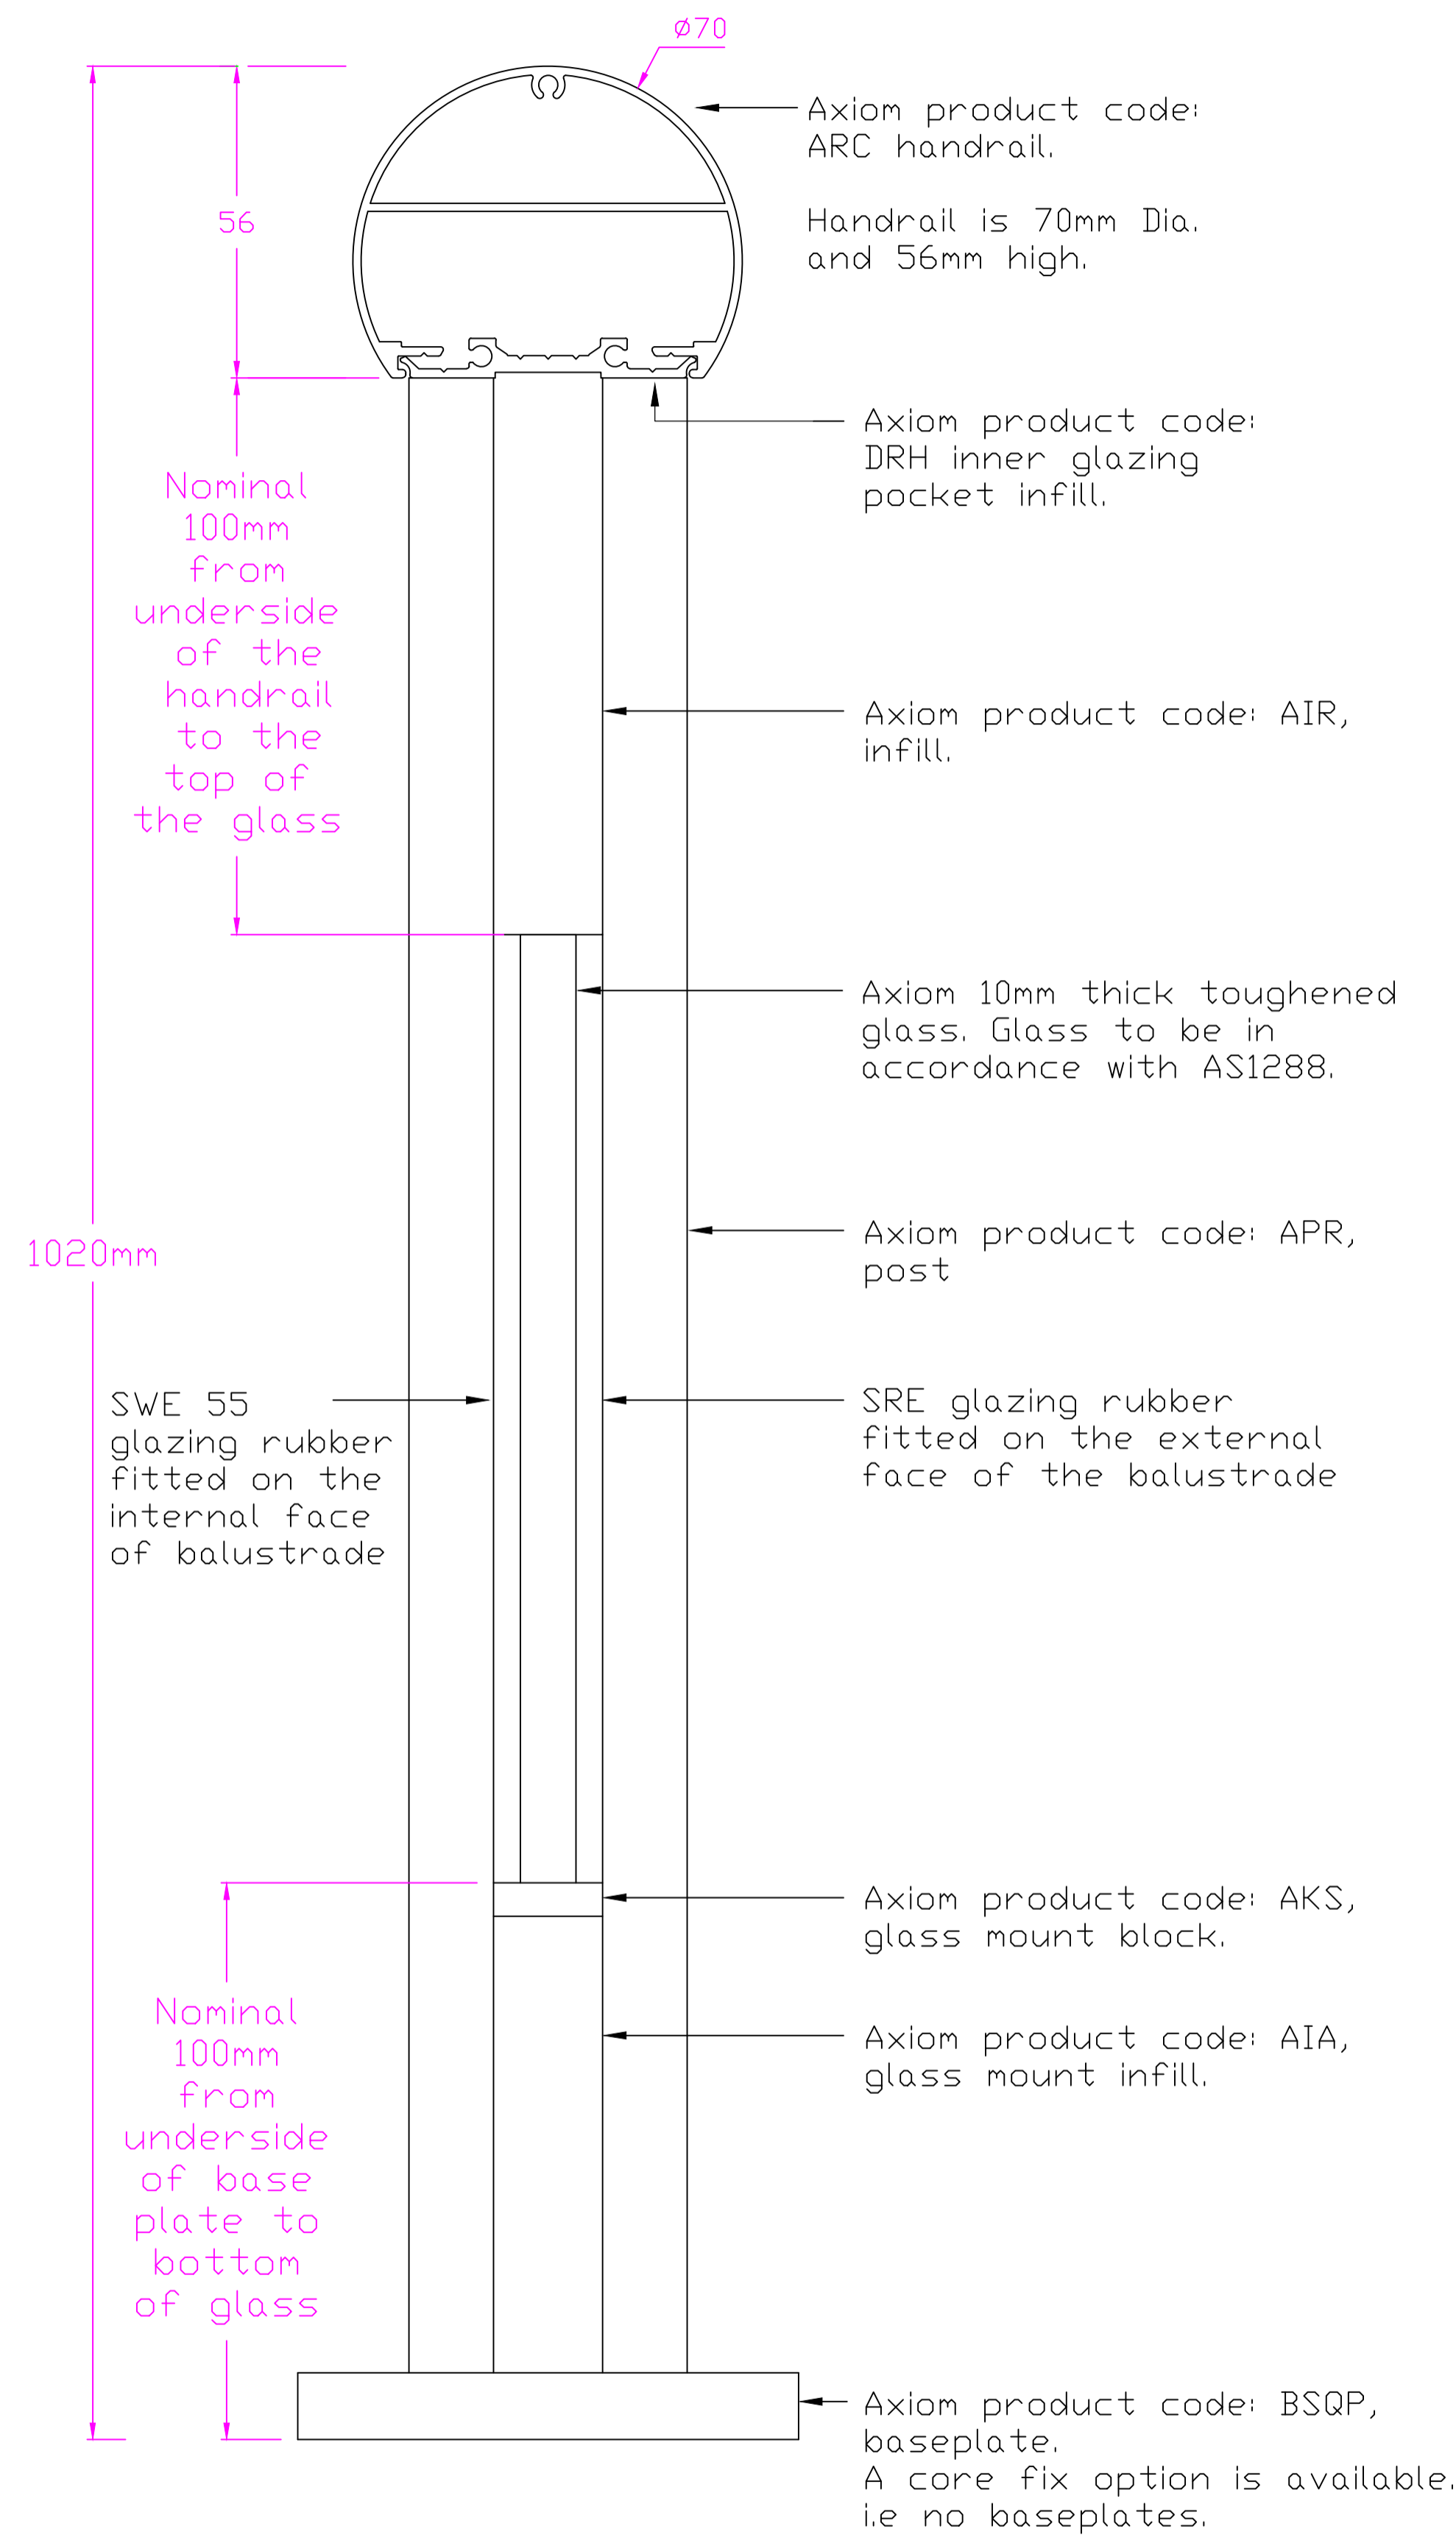 ø70
Axiom product code:
ARC handrail.
Handrail is 70mm Dia.
and 56mm high.
56
Axiom product code:
DRH inner glazing
pocket infill.
Nominal
100mm
from
underside
of the
handrail
to the
top of
the glass
Axiom product code: AIR,
infill.
Axiom 10mm thick toughened
glass. Glass to be in
accordance with AS1288.
Axiom product code: APR,
post
1020mm
SWE 55
glazing rubber
fitted on the
internal face
of balustrade
SRE glazing rubber
fitted on the external
face of the balustrade
Axiom product code: AKS,
glass mount block.
Axiom product code: AIA,
glass mount infill.
Nominal
100mm
from
underside
of base
plate to
bottom
of glass
Axiom product code: BSQP,
baseplate.
A core fix option is available.
i.e no baseplates.